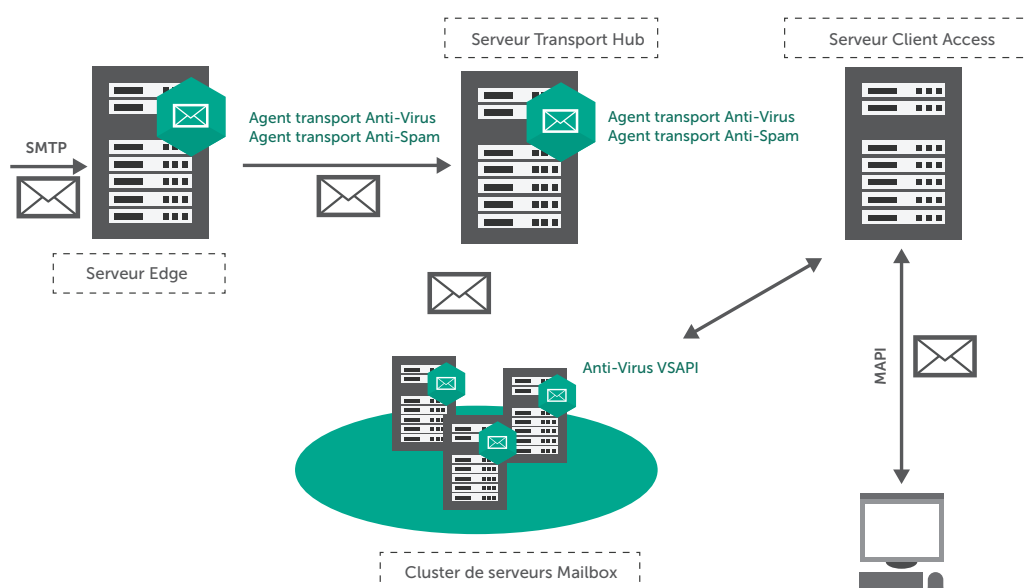 Serveur Transport Hub
Serveur Client Access
Agent transport Anti-Virus
Agent transport Anti-Spam
Agent transport Anti-Virus
Agent transport Anti-Spam
SMTP
Serveur Edge
Anti-Virus VSAPI
MAPI
Cluster de serveurs Mailbox